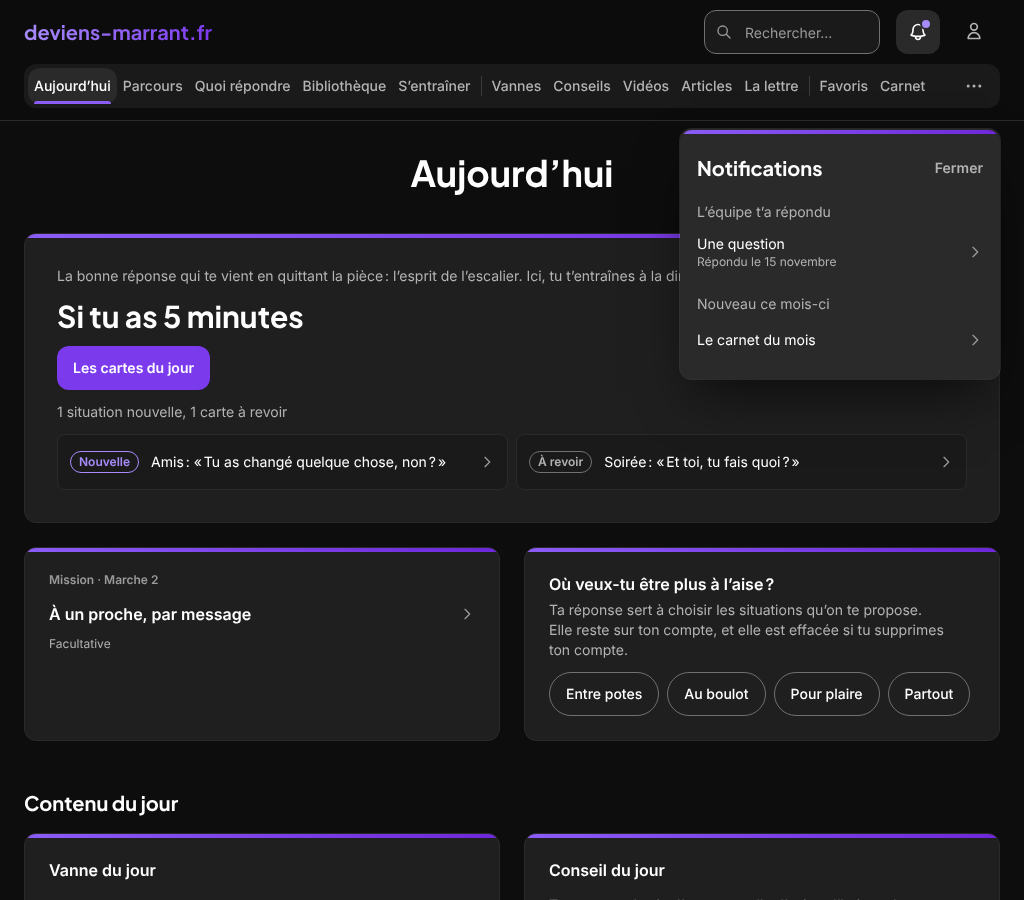 deviens-marrant.fr
Rechercher…
Aujourd’hui Parcours Quoi répondre Bibliothèque S’entraîner Vannes Conseils Vidéos Articles La lettre Favoris Carnet
Aujourd’hui
Notifications
Fermer
L’équipe t’a répondu
Une question
Répondu le 15 novembre
Nouveau ce mois-ci
Le carnet du mois
La bonne réponse qui te vient en quittant la pièce : l’esprit de l’escalier. Ici, tu t’entraînes à la
Si tu as 5 minutes
Les cartes du jour
1 situation nouvelle, 1 carte à revoir
Nouvelle Amis : « Tu as changé quelque chose, non ? »
À revoir Soirée : « Et toi, tu fais quoi ? »
Mission · Marche 2
À un proche, par message
Facultative
Où veux-tu être plus à l’aise ?
Ta réponse sert à choisir les situations qu’on te propose.
Elle reste sur ton compte, et elle est effacée si tu supprimes
ton compte.
Entre potes Au boulot Pour plaire Partout
Contenu du jour
Vanne du jour
Conseil du jour